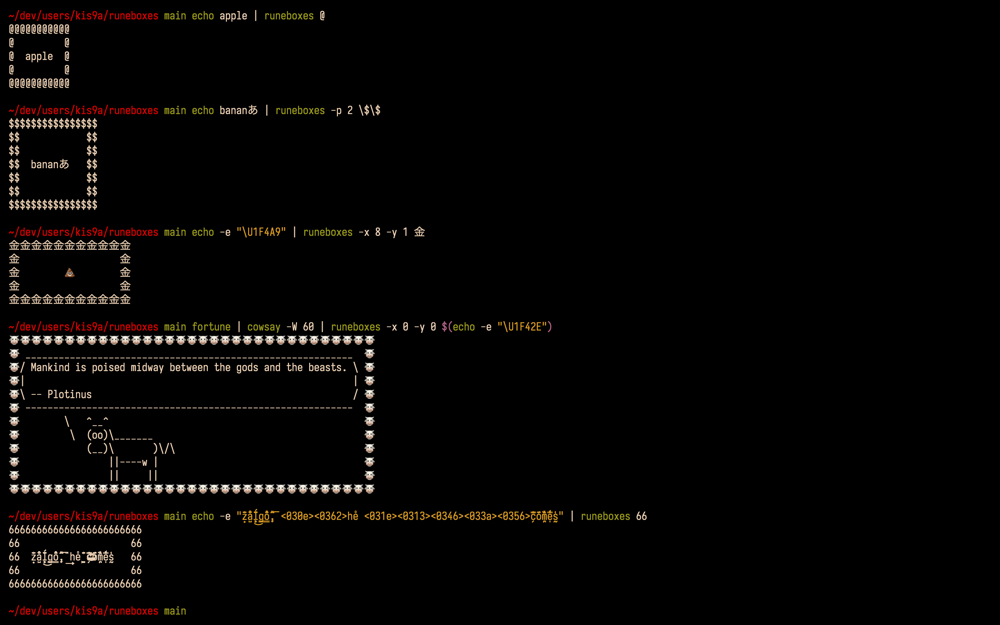 ~/dev/users/kis9a/runeboxes main echo apple | runeboxes @
@@@@@@@@@@@
@         @
@  apple  @
@         @
@@@@@@@@@@@
~/dev/users/kis9a/runeboxes main echo bananあ | runeboxes -p 2 \$\$
$$$$$$$$$$$$$$$$
$$            $$
$$            $$
$$  bananあ   $$
$$            $$
$$            $$
$$$$$$$$$$$$$$$$
~/dev/users/kis9a/runeboxes main echo -e "\U1F4A9" | runeboxes -x 8 -y 1 金
金金金金金金金金金金金
金                  金
金        💩        金
金                  金
金金金金金金金金金金金
~/dev/users/kis9a/runeboxes main fortune | cowsay -W 60 | runeboxes -x 0 -y 0 $(echo -e "\U1F42E")
🐮🐮🐮🐮🐮🐮🐮🐮🐮🐮🐮🐮🐮🐮🐮🐮🐮🐮🐮🐮🐮🐮🐮🐮🐮🐮🐮🐮🐮🐮🐮🐮🐮
🐮 ___________________________________________________________  🐮
🐮/ Mankind is poised midway between the gods and the beasts. \ 🐮
🐮|                                                           | 🐮
🐮\ -- Plotinus                                               / 🐮
🐮 -----------------------------------------------------------  🐮
🐮        \   ^__^                                              🐮
🐮         \  (oo)\_______                                      🐮
🐮            (__)\       )\/\                                  🐮
🐮                ||----w |                                     🐮
🐮                ||     ||                                     🐮
🐮🐮🐮🐮🐮🐮🐮🐮🐮🐮🐮🐮🐮🐮🐮🐮🐮🐮🐮🐮🐮🐮🐮🐮🐮🐮🐮🐮🐮🐮🐮🐮🐮
~/dev/users/kis9a/runeboxes main echo -e " <030e><0362>hè <031e><0313><0346><033a><0356> " | runeboxes 66
666666666666666666666666
66                    66
66                    66
66                    66
666666666666666666666666
~/dev/users/kis9a/runeboxes main